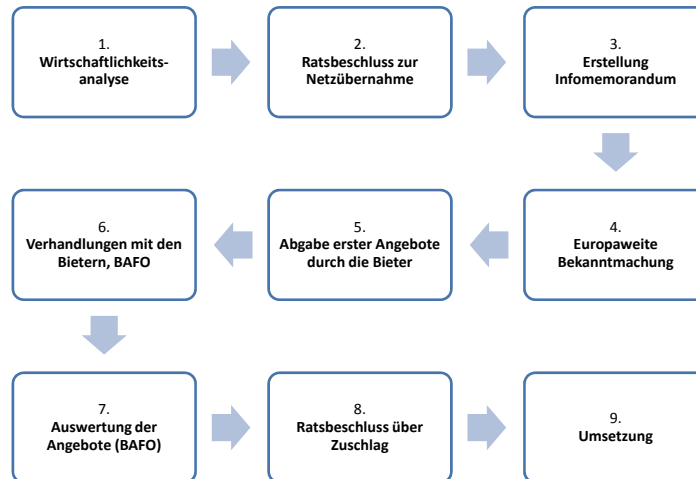 1.
Wirtschaftlichkeits-
analyse
2.
Ratsbeschluss zur
Netzübernahme
3.
Erstellung
Infomemorandum
4.
Europaweite
Bekanntmachung
5.
Abgabe erster Angebote
durch die Bieter
6.
Verhandlungen mit den
Bietern, BAFO
7.
Auswertung der
Angebote (BAFO)
8.
Ratsbeschluss über
Zuschlag
9.
Umsetzung